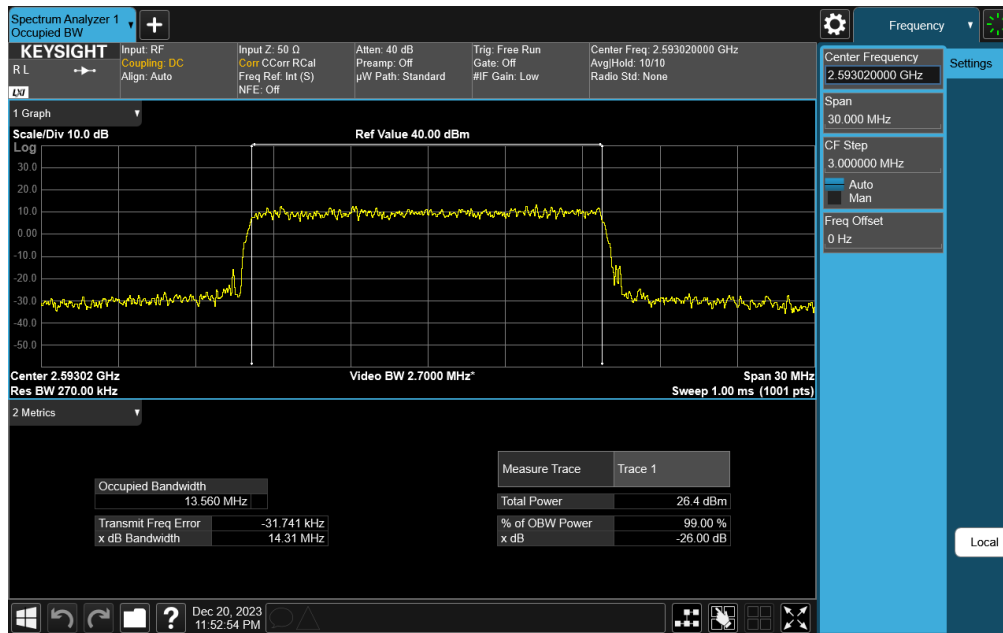 Spectrum Analyzer 1
Occupied BW
Frequency
KEYSIGHT
R L
LXI
Input: RF
Coupling: DC
Align: Auto
Input Z: 50 Ω
Corr CCorr RCal
Freq Ref: Int (S)
NFE: Off
Atten: 40 dB
Preamp: Off
µW Path: Standard
Trig: Free Run
Gate: Off
#IF Gain: Low
Center Freq: 2.593020000 GHz
Avg|Hold: 10/10
Radio Std: None
Center Frequency
2.593020000 GHz
Settings
Span
30.000 MHz
CF Step
3.000000 MHz
Auto
Man
Freq Offset
0 Hz
1 Graph
Scale/Div 10.0 dB
Ref Value 40.00 dBm
Log
30.0
20.0
10.0
0.00
-10.0
-20.0
-30.0
-40.0
-50.0
Center 2.59302 GHz
Video BW 2.7000 MHz*
Span 30 MHz
Res BW 270.00 kHz
Sweep 1.00 ms (1001 pts)
2 Metrics
Occupied Bandwidth
13.560 MHz
Transmit Freq Error -31.741 kHz
x dB Bandwidth 14.31 MHz
Measure Trace Trace 1
Total Power 26.4 dBm
% of OBW Power 99.00 %
x dB -26.00 dB
Local
?
Dec 20, 2023
11:52:54 PM